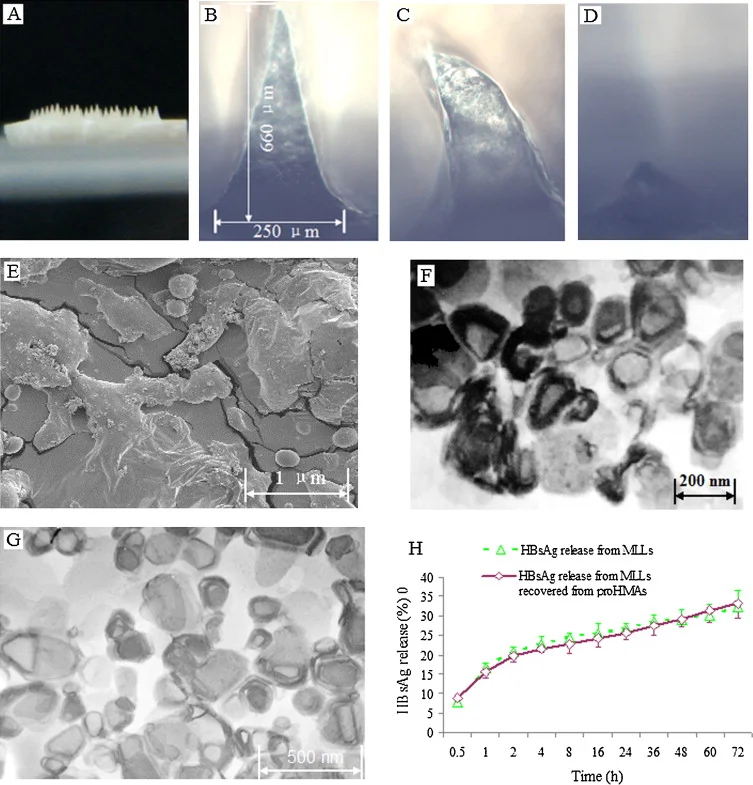 A
B
C
D
660 μm
250 μm
E
F
1 μm
200 nm
G
H
HBsAg release from MLLs
HBsAg release from MLLs
recovered from proHMAs
500 nm
HBsAg release (%) 0
40
35
30
25
20
15
10
5
0
0.5 1 2 4 8 16 24 36 48 60 72
Time (h)